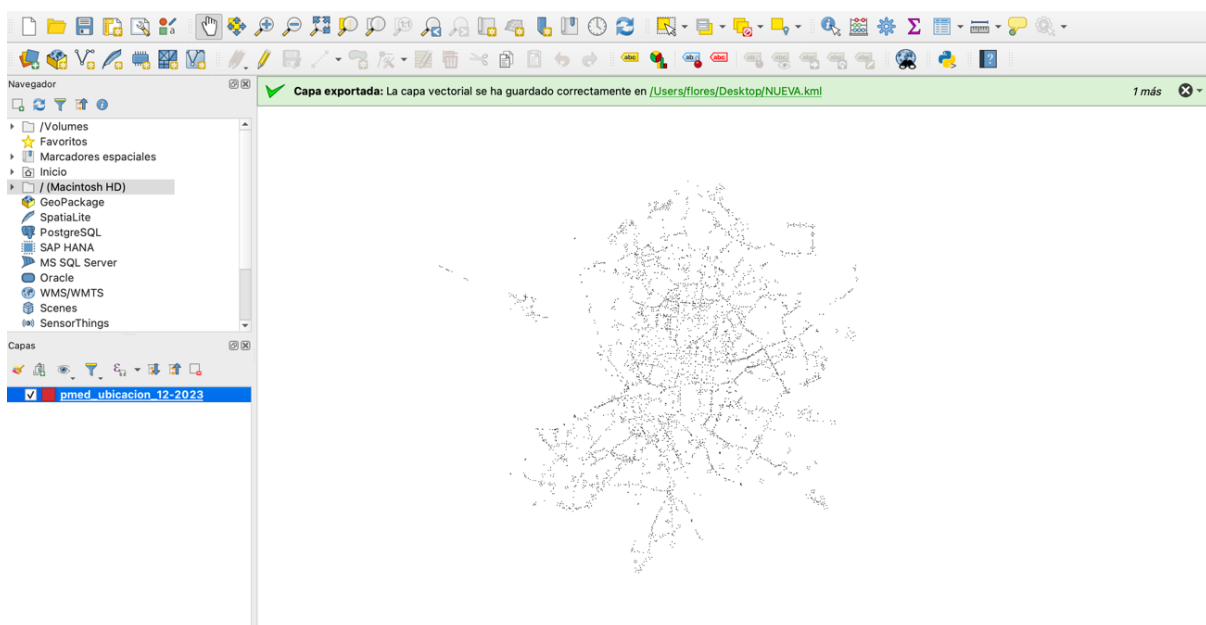 Navegador
Capa exportada: La capa vectorial se ha guardado correctamente en /Users/flores/Desktop/NUEVA.kml 1 más
/Volumes
Favoritos
Marcadores espaciales
Inicio
/ (Macintosh HD)
GeoPackage
SpatiaLite
PostgreSQL
SAP HANA
MS SQL Server
Oracle
WMS/WMTS
Scenes
SensorThings
Capas
pmed_ubicacion_12-2023